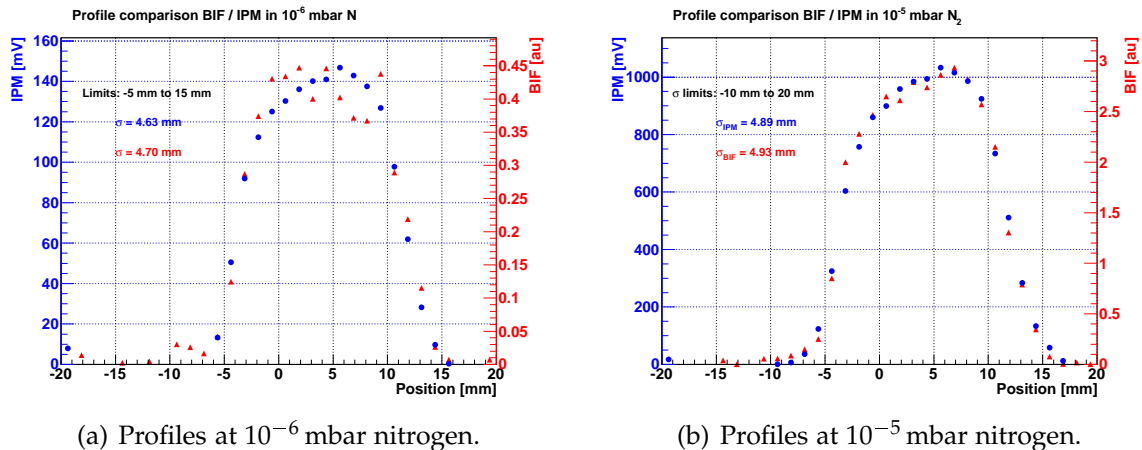 Profile comparison BIF / IPM in 10⁻⁶ mbar N
IPM [mV]
160
140
120
100
80
60
40
20
0
Limits: -5 mm to 15 mm
σ = 4.63 mm
σ = 4.70 mm
BIF [au]
0.45
0.4
0.35
0.3
0.25
0.2
0.15
0.1
0.05
0
-20 -15 -10 -5 0 5 10 15 20
Position [mm]
(a) Profiles at 10⁻⁶ mbar nitrogen.
Profile comparison BIF / IPM in 10⁻⁵ mbar N₂
IPM [mV]
1000
800
600
400
200
0
σ limits: -10 mm to 20 mm
σIPM = 4.89 mm
σBIF = 4.93 mm
BIF [au]
3
2.5
2
1.5
1
0.5
0
-20 -15 -10 -5 0 5 10 15 20
Position [mm]
(b) Profiles at 10⁻⁵ mbar nitrogen.